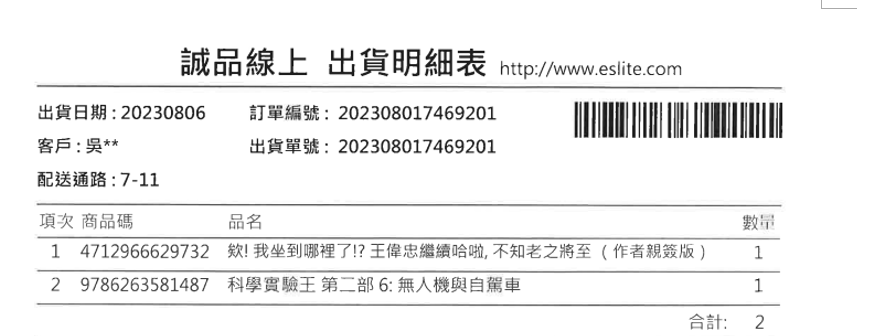 誠品線上 出貨明細表 http://www.eslite.com
出貨日期 : 20230806 訂單編號 : 202308017469201
客戶 : 吳** 出貨單號 : 202308017469201
配送通路 : 7-11
項次 商品碼 品名 數量
1 4712966629732 欸! 我坐到哪裡了!? 王偉忠繼續哈啦, 不知老之將至 ( 作者親簽版 ) 1
2 9786263581487 科學實驗王 第二部 6: 無人機與自駕車 1
合計: 2